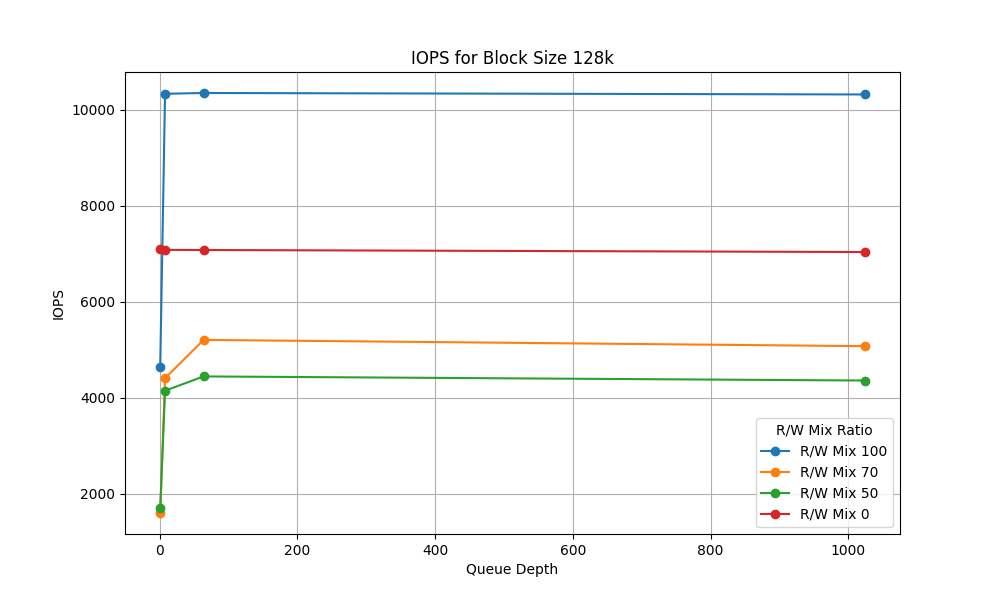 IOPS for Block Size 128k
10000
8000
6000
4000
2000
IOPS
0 200 400 600 800 1000
Queue Depth
R/W Mix Ratio
R/W Mix 100
R/W Mix 70
R/W Mix 50
R/W Mix 0